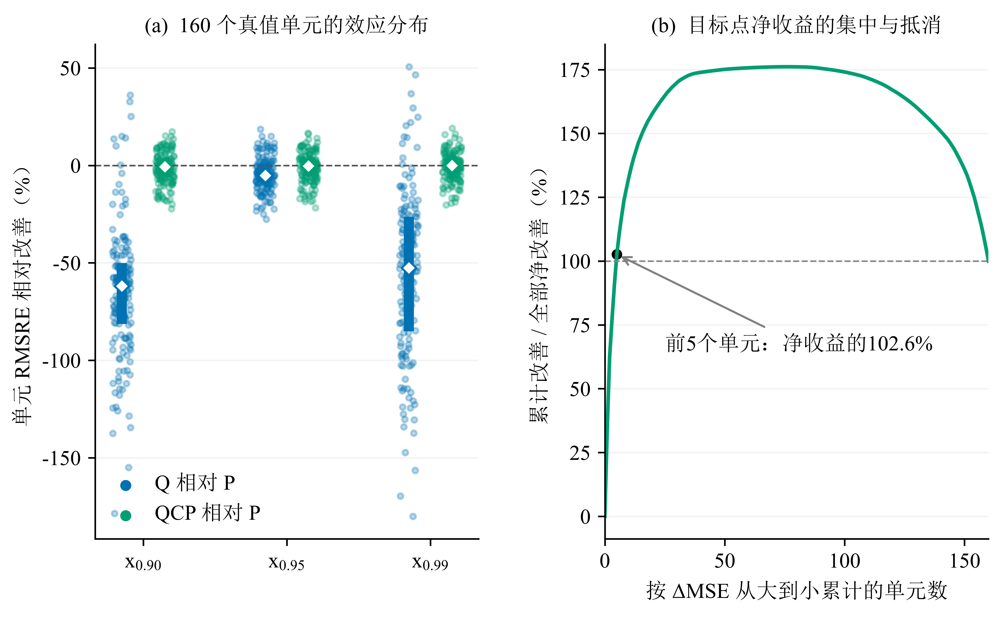 (a) 160 个真值单元的效应分布
单元 RMSRE 相对改善（%）
50
0
-50
-100
-150
Q 相对 P
QCP 相对 P
x0.90
x0.95
x0.99
(b) 目标点净收益的集中与抵消
累计改善 / 全部净改善（%）
175
150
125
100
75
50
25
0
前5个单元：净收益的102.6%
0
50
100
150
按 ΔMSE 从大到小累计的单元数